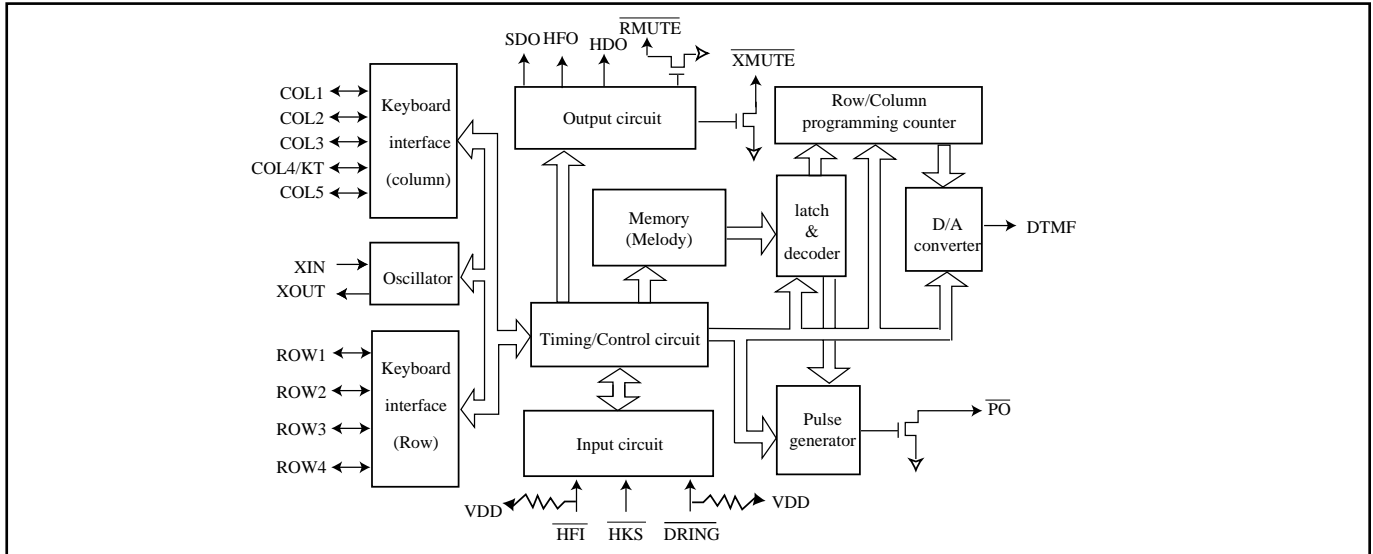 SDO
HFO
HDO
RMUTE
XMUTE
COL1
COL2
COL3
COL4/KT
COL5
Keyboard
interface
(column)
Output circuit
Row/Column
programming counter
Memory
(Melody)
latch
&
decoder
D/A
converter
DTMF
XIN
XOUT
Oscillator
Timing/Control circuit
ROW1
ROW2
ROW3
ROW4
Keyboard
interface
(Row)
Input circuit
Pulse
generator
PO
VDD
VDD
HFI
HKS
DRING